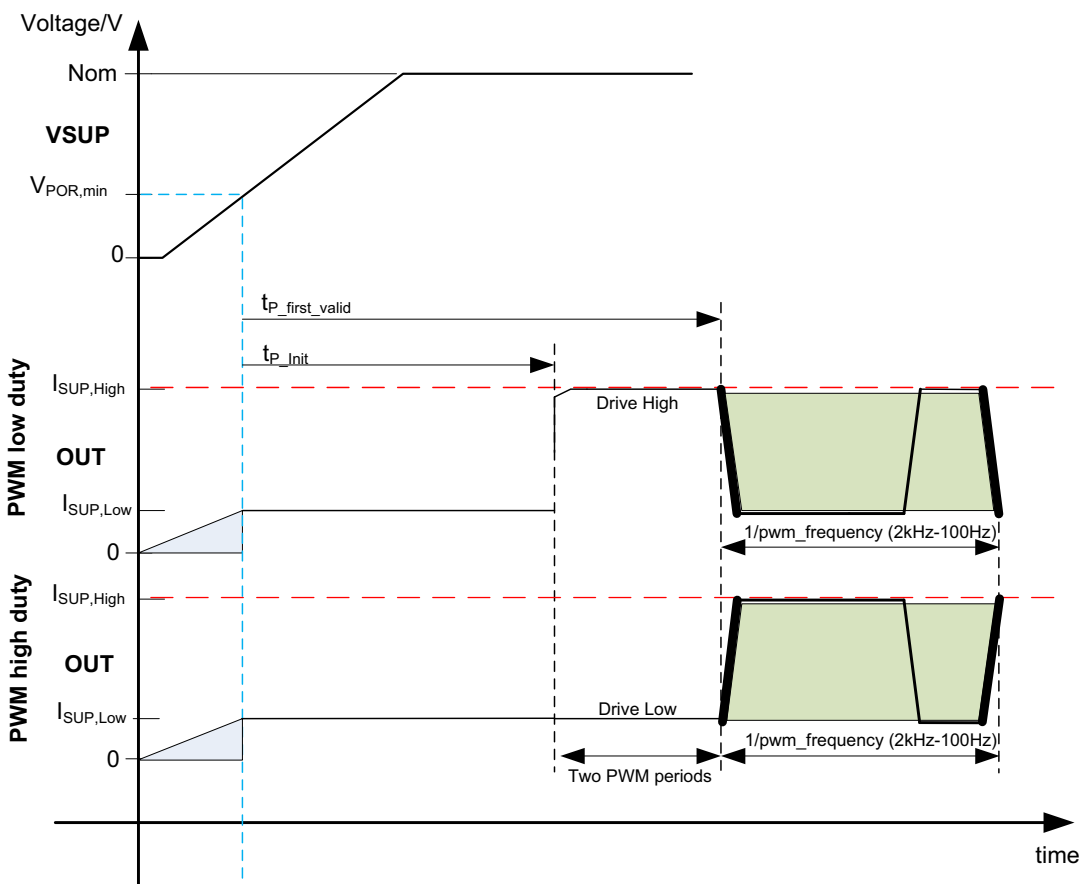 Voltage/V
Nom
VSUP
VPOR,min
0
tP_first_valid
tP_Init
PWM low duty
ISUP,High
Drive High
OUT
ISUP,Low
1/pwm_frequency (2kHz-100Hz)
0
PWM high duty
ISUP,High
OUT
ISUP,Low
Drive Low
1/pwm_frequency (2kHz-100Hz)
0
Two PWM periods
time